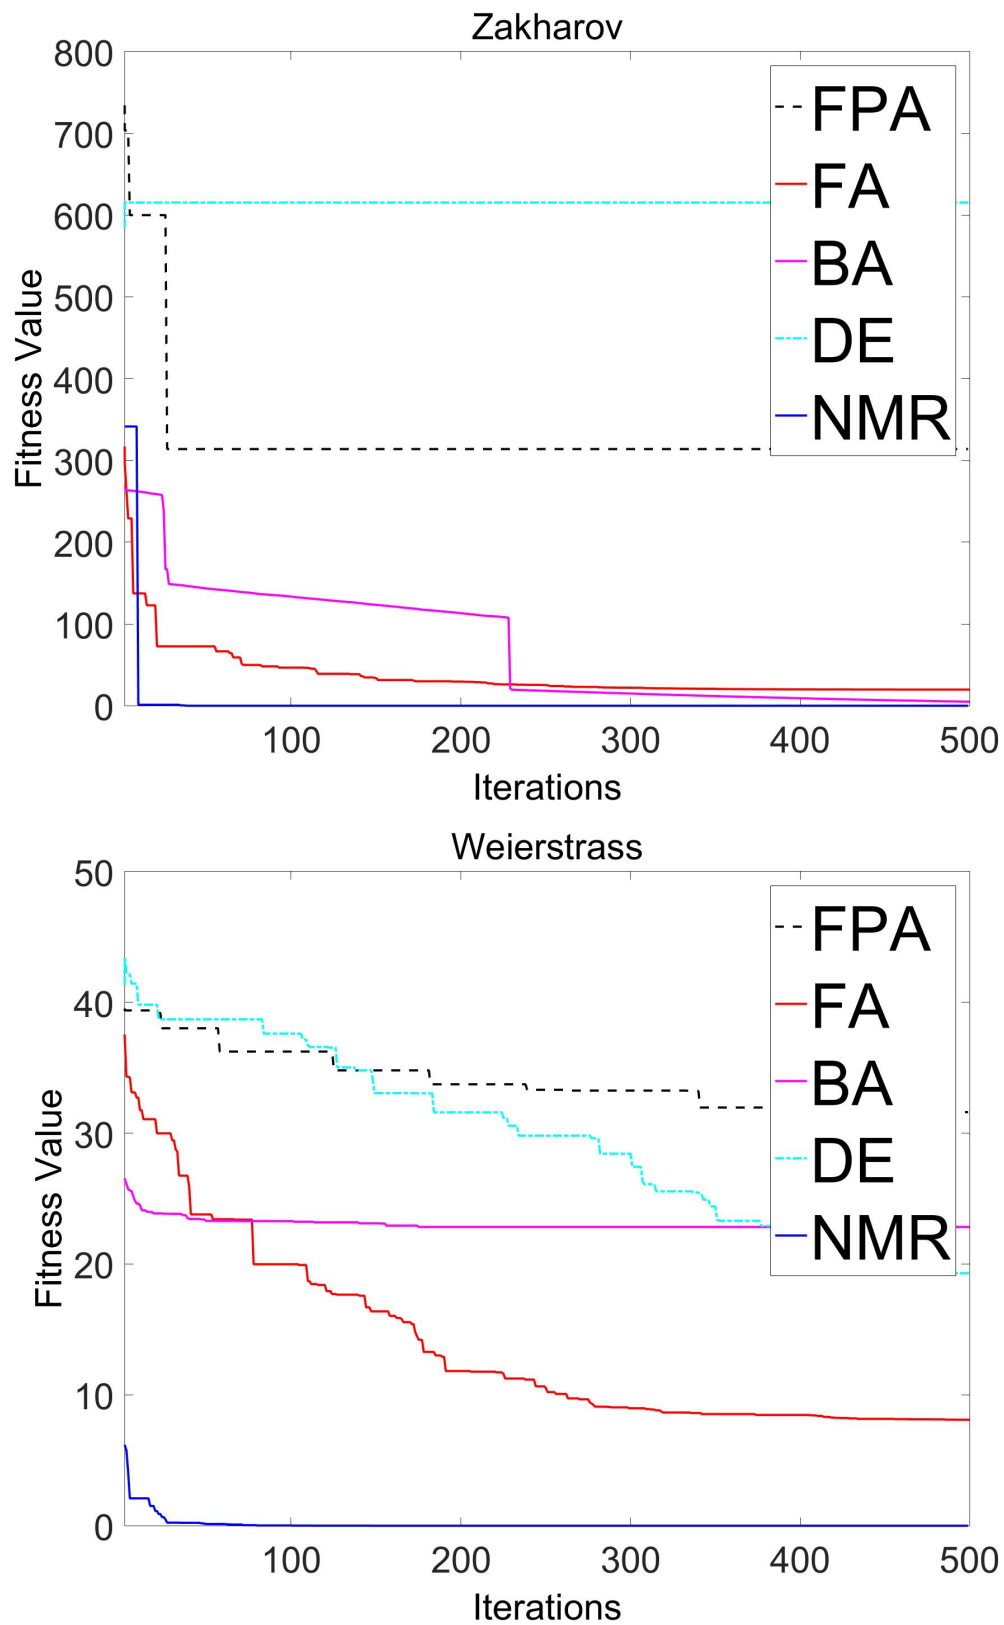 Zakharov
800
700
600
500
400
300
200
100
0
Fitness Value
FPA
FA
BA
DE
NMR
100 200 300 400 500
Iterations
Weierstrass
50
40
30
20
10
0
Fitness Value
FPA
FA
BA
DE
NMR
100 200 300 400 500
Iterations